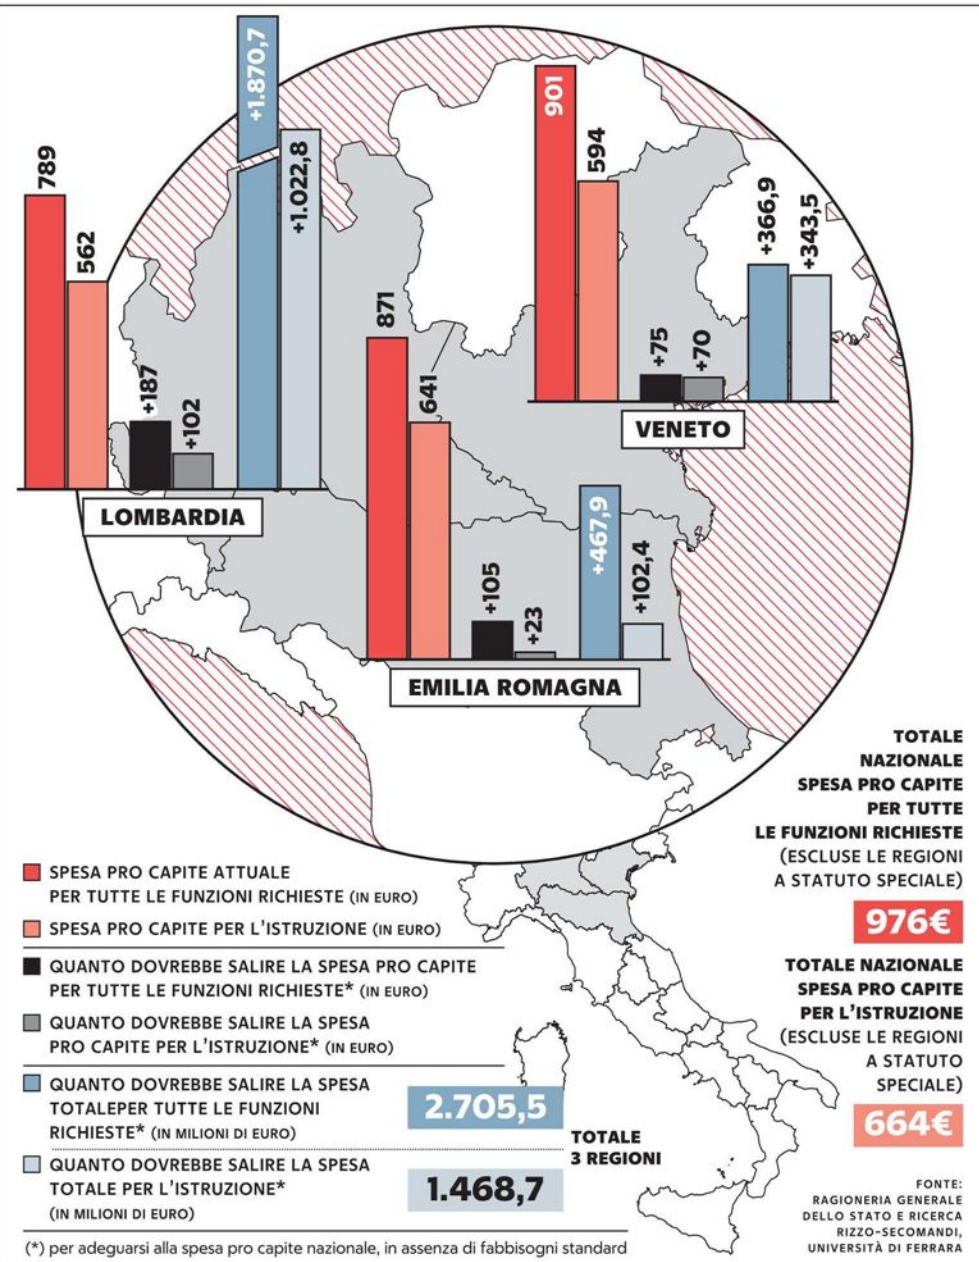 +1.870,7
789
562
+187
+102
+1.022,8
LOMBARDIA
901
594
+75
+70
+366,9
+343,5
VENETO
871
641
+105
+23
+467,9
+102,4
EMILIA ROMAGNA
TOTALE
NAZIONALE
SPESA PRO CAPITE
PER TUTTE
LE FUNZIONI RICHIESTE
(ESCLUSE LE REGIONI
A STATUTO SPECIALE)
976€
TOTALE NAZIONALE
SPESA PRO CAPITE
PER L'ISTRUZIONE
(ESCLUSE LE REGIONI
A STATUTO
SPECIALE)
664€
SPESA PRO CAPITE ATTUALE
PER TUTTE LE FUNZIONI RICHIESTE (IN EURO)
SPESA PRO CAPITE PER L'ISTRUZIONE (IN EURO)
QUANTO DOVREBBE SALIRE LA SPESA PRO CAPITE
PER TUTTE LE FUNZIONI RICHIESTE* (IN EURO)
QUANTO DOVREBBE SALIRE LA SPESA
PRO CAPITE PER L'ISTRUZIONE* (IN EURO)
QUANTO DOVREBBE SALIRE LA SPESA
TOTALEPER TUTTE LE FUNZIONI
RICHIESTE* (IN MILIONI DI EURO)
2.705,5
QUANTO DOVREBBE SALIRE LA SPESA
TOTALE PER L'ISTRUZIONE*
(IN MILIONI DI EURO)
1.468,7
TOTALE
3 REGIONI
(*) per adeguarsi alla spesa pro capite nazionale, in assenza di fabbisogni standard
FONTE:
RAGIONERIA GENERALE
DELLO STATO E RICERCA
RIZZO-SECOMANDI,
UNIVERSITÀ DI FERRARA